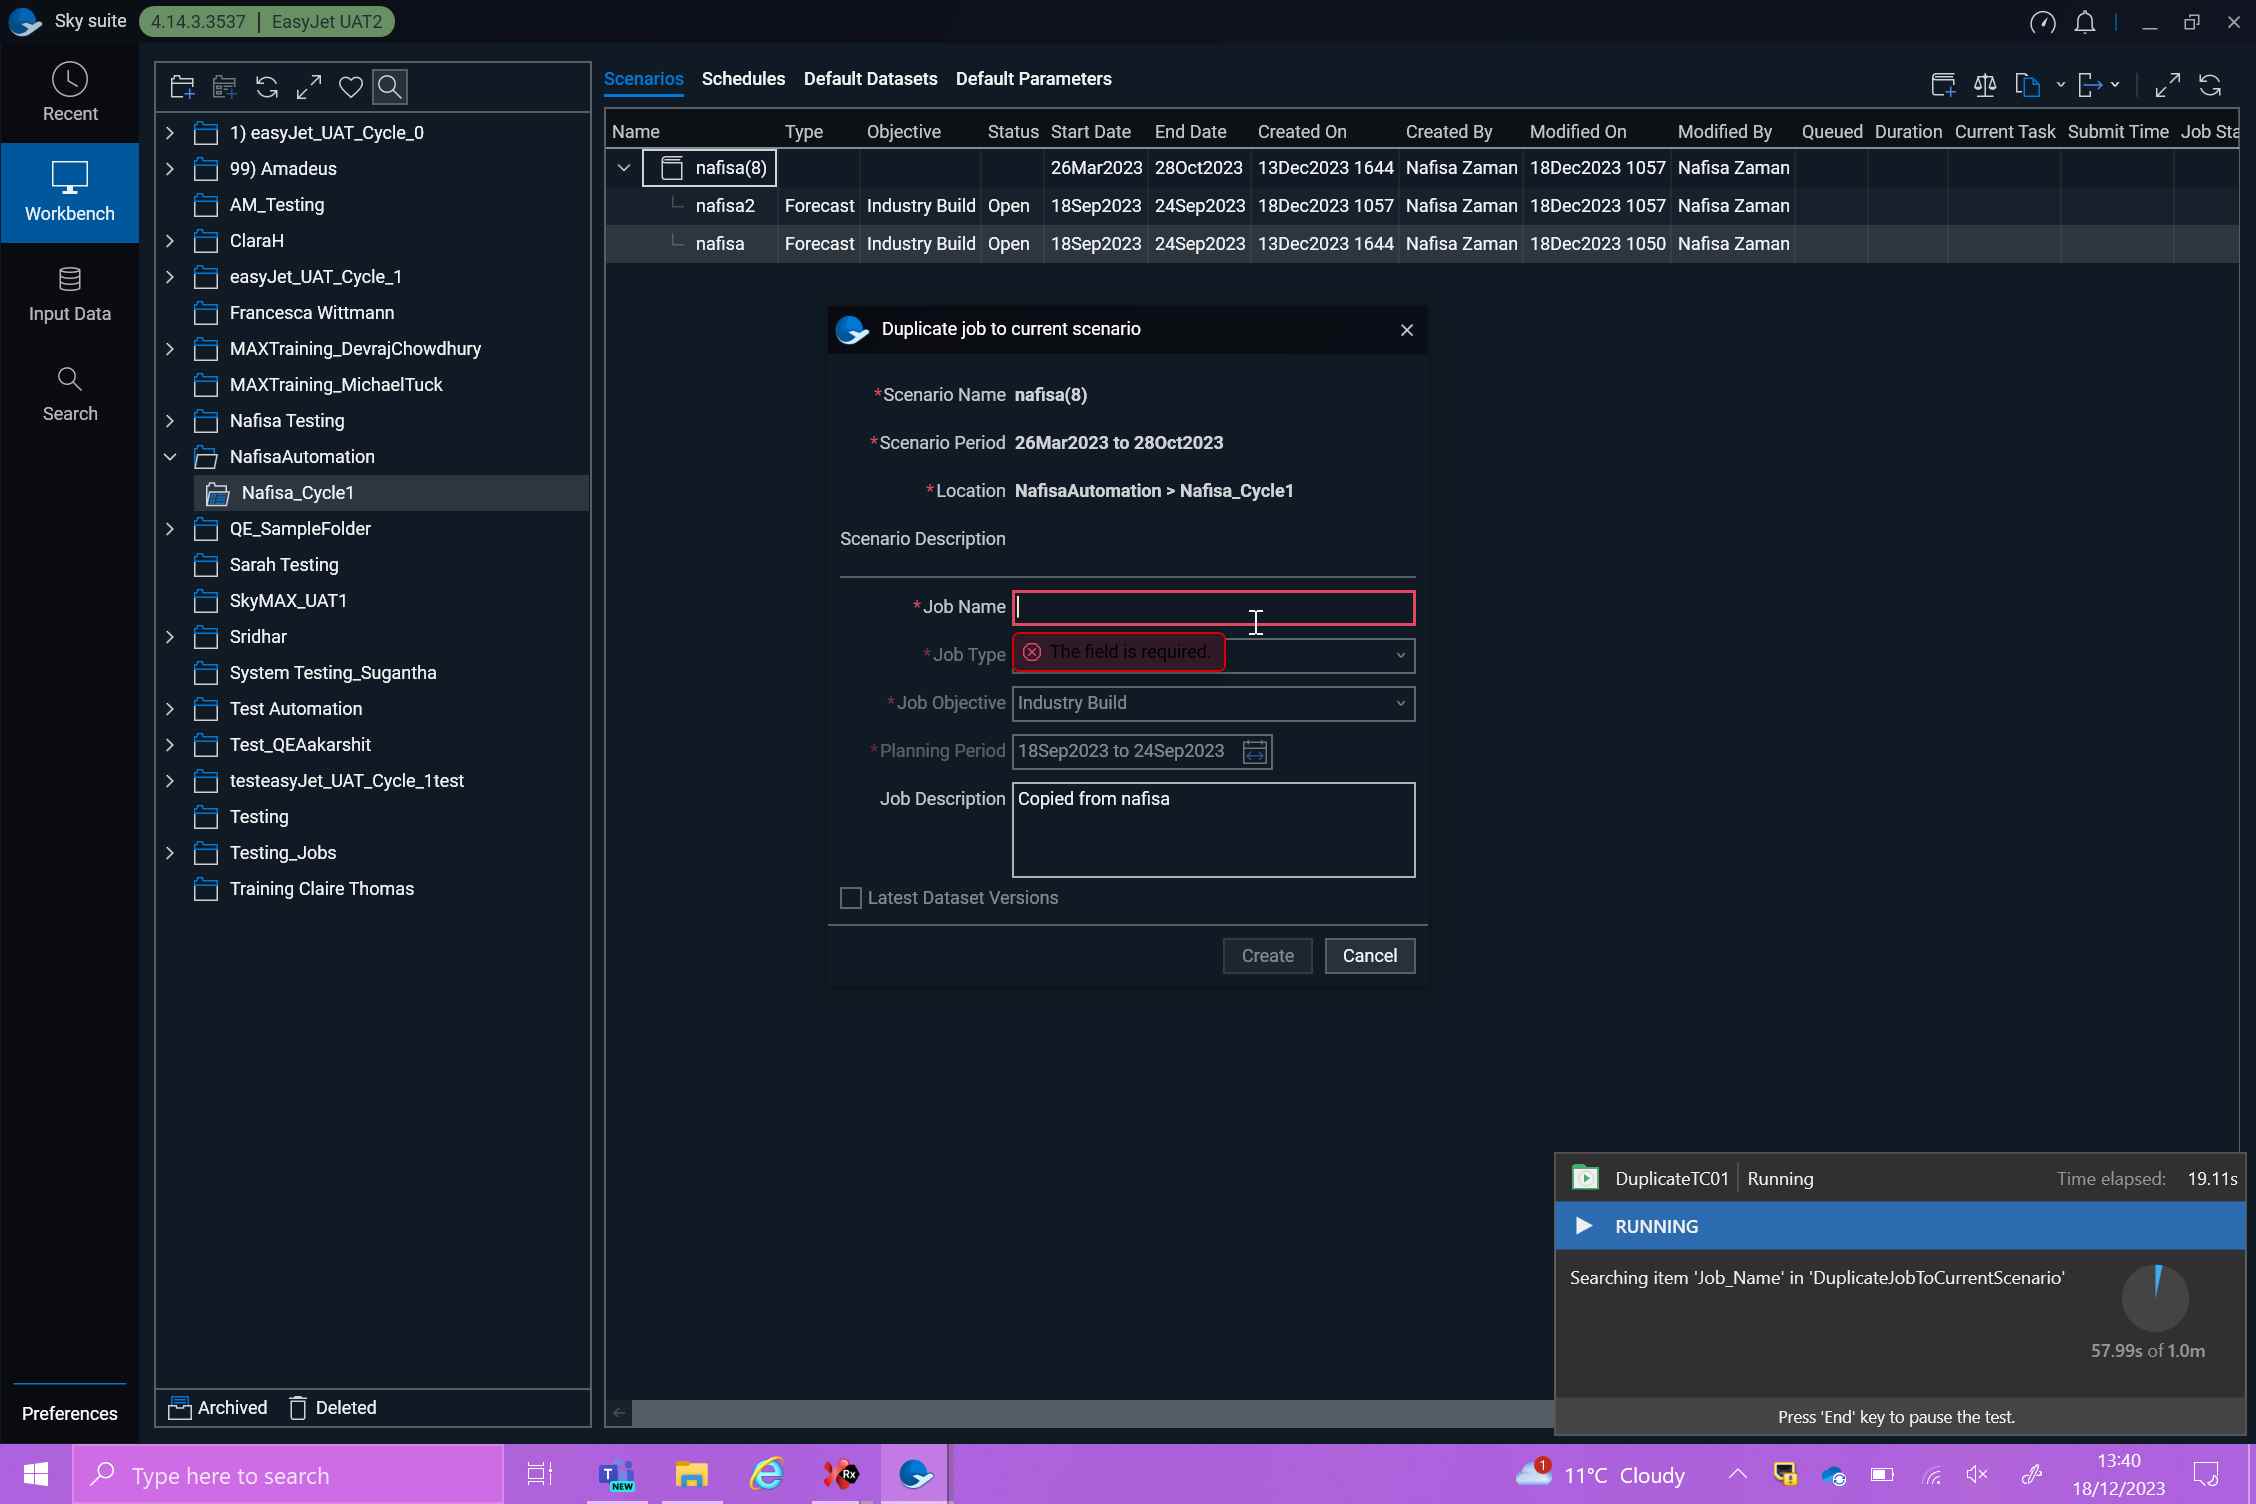 Sky suite 4.14.3.3537 | EasyJet UAT2
Recent
Workbench
Input Data
Search
Preferences
1) easyJet_UAT_Cycle_0
99) Amadeus
AM_Testing
ClaraH
easyJet_UAT_Cycle_1
Francesca Wittmann
MAXTraining_DevrajChowdhury
MAXTraining_MichaelTuck
Nafisa Testing
NafisaAutomation
Nafisa_Cycle1
QE_SampleFolder
Sarah Testing
SkyMAX_UAT1
Sridhar
System Testing_Sugantha
Test Automation
Test_QEAakarshit
testeasyJet_UAT_Cycle_1test
Testing
Testing_Jobs
Training Claire Thomas
Archived Deleted
Scenarios Schedules Default Datasets Default Parameters
Name Type Objective Status Start Date End Date Created On Created By Modified On Modified By Queued Duration Current Task Submit Time Job Sta
nafisa(8) 26Mar2023 28Oct2023 13Dec2023 1644 Nafisa Zaman 18Dec2023 1057 Nafisa Zaman
nafisa2 Forecast Industry Build Open 18Sep2023 24Sep2023 18Dec2023 1057 Nafisa Zaman 18Dec2023 1057 Nafisa Zaman
nafisa Forecast Industry Build Open 18Sep2023 24Sep2023 13Dec2023 1644 Nafisa Zaman 18Dec2023 1050 Nafisa Zaman
Duplicate job to current scenario
*Scenario Name nafisa(8)
*Scenario Period 26Mar2023 to 28Oct2023
*Location NafisaAutomation > Nafisa_Cycle1
Scenario Description
*Job Name
*Job Type The field is required.
*Job Objective Industry Build
*Planning Period 18Sep2023 to 24Sep2023
Job Description Copied from nafisa
Latest Dataset Versions
Create Cancel
DuplicateTC01 Running Time elapsed: 19.11s
RUNNING
Searching item 'Job_Name' in 'DuplicateJobToCurrentScenario'
57.99s of 1.0m
Press 'End' key to pause the test.
Type here to search
T NEW
Rx
1
11°C Cloudy
13:40
18/12/2023